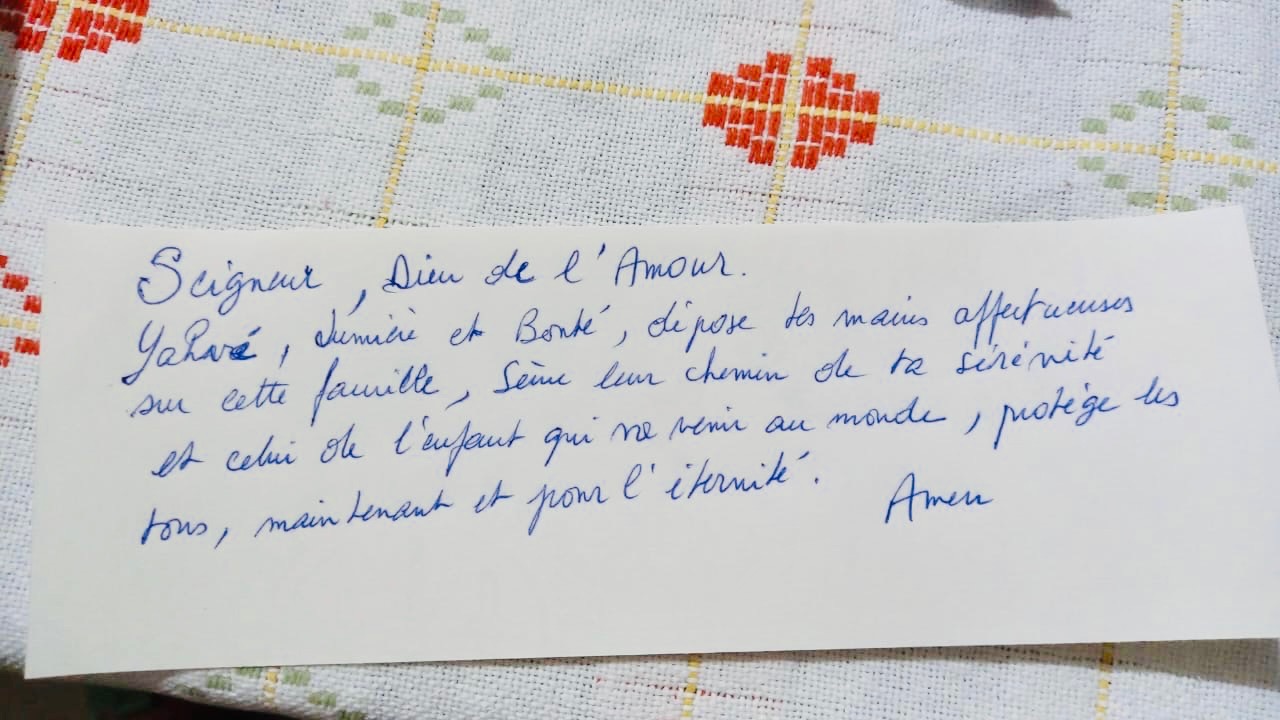 Seigneur, Dieu de l'Amour.
Yahvé, Lumière et Bonté, dépose tes mains affectueuses
sur cette famille, Sème leur chemin de ta sérénité
et celui de l'enfant qui va venir au monde, protège les
tous, maintenant et pour l'éternité.
Amen